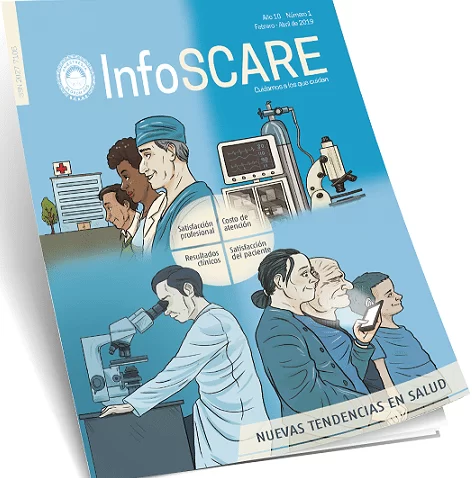 Año 10 Número 1
Febrero - Abril de 2019
InfoSCARE
Cuidamos a los que cuidan
Satisfacción
profesional
Costo de
atención
Resultados
clínicos
Satisfacción
del paciente
NUEVAS TENDENCIAS EN SALUD